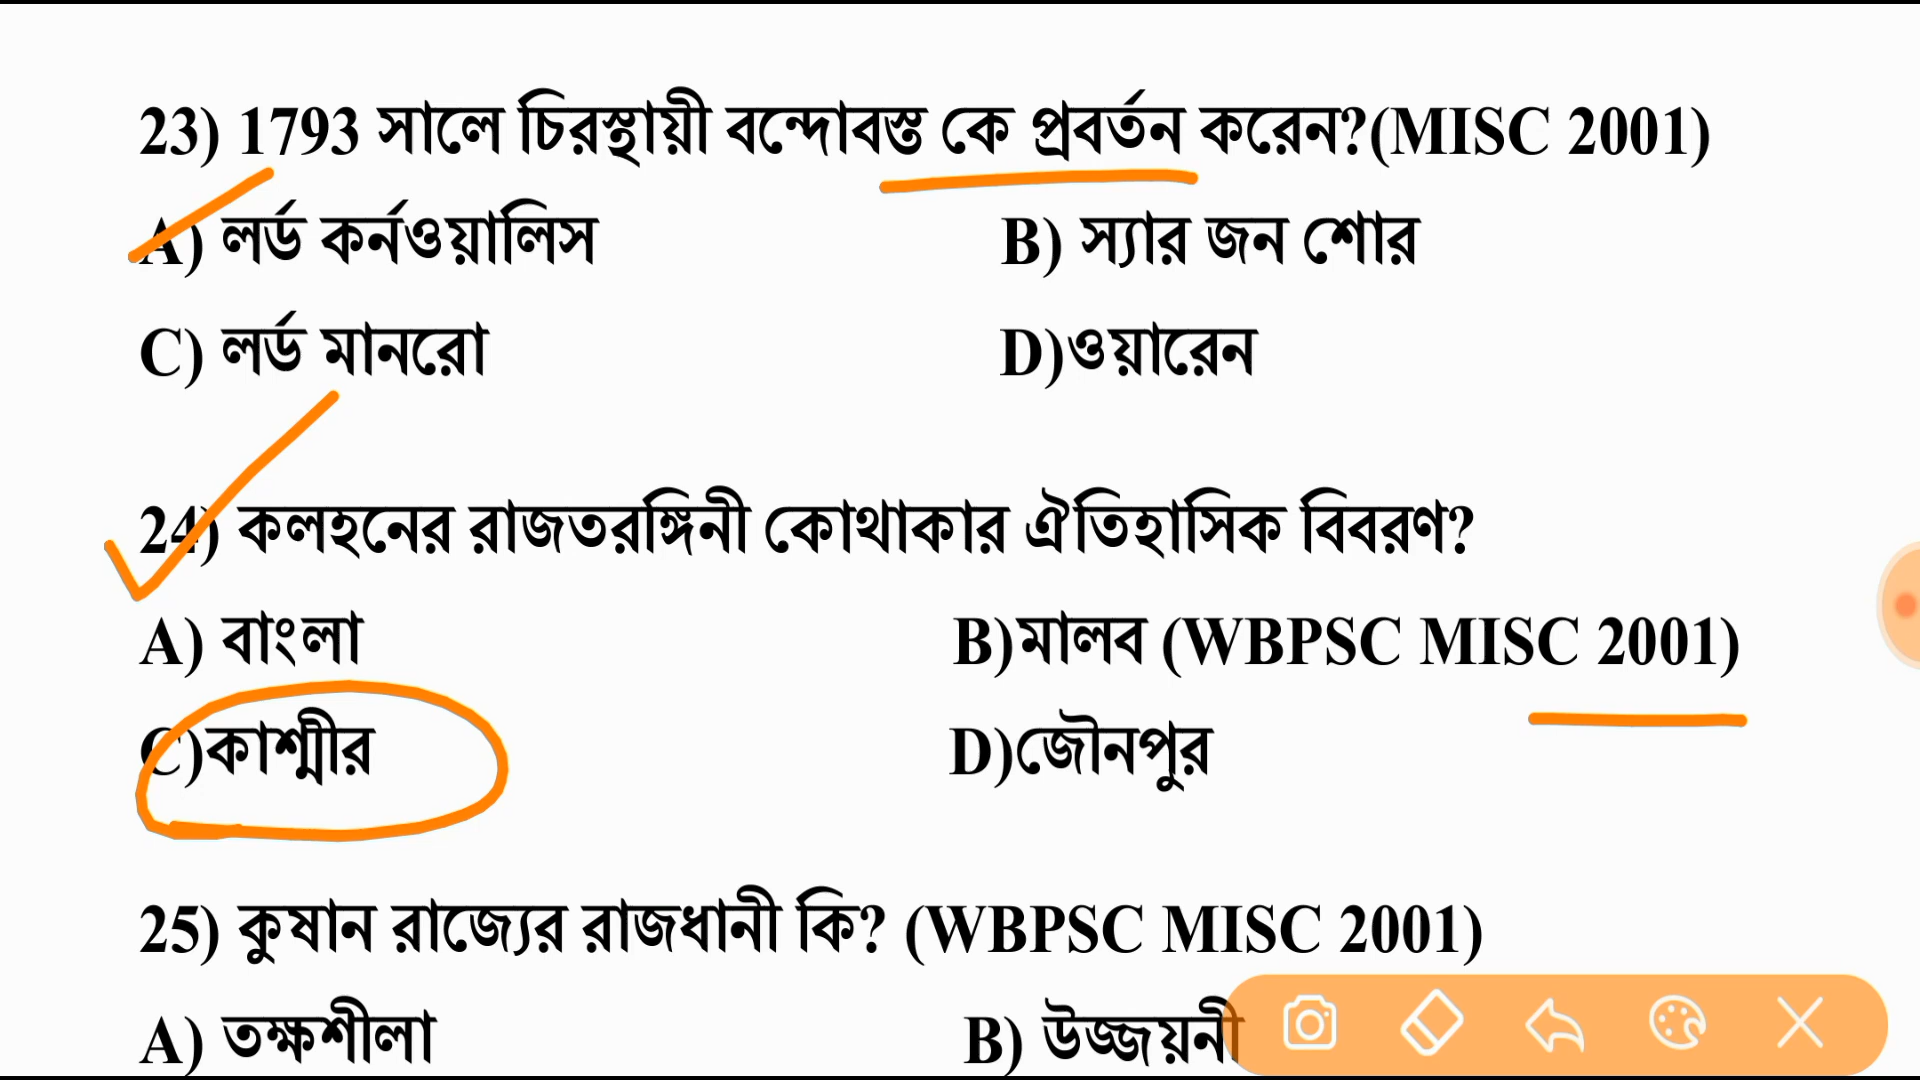 23) 1793 সালে চিরস্থায়ী বন্দোবস্ত কে প্রবর্তন করেন?(MISC 2001)
A) লর্ড কর্নওয়ালিস B) স্যার জন শোর
C) লর্ড মানরো D)ওয়ারেন
24) কলহনের রাজতরঙ্গিনী কোথাকার ঐতিহাসিক বিবরণ?
A) বাংলা B)মালব (WBPSC MISC 2001)
C)কাশ্মীর D)জৌনপুর
25) কুষান রাজ্যের রাজধানী কি? (WBPSC MISC 2001)
A) তক্ষশীলা B) উজ্জয়নী